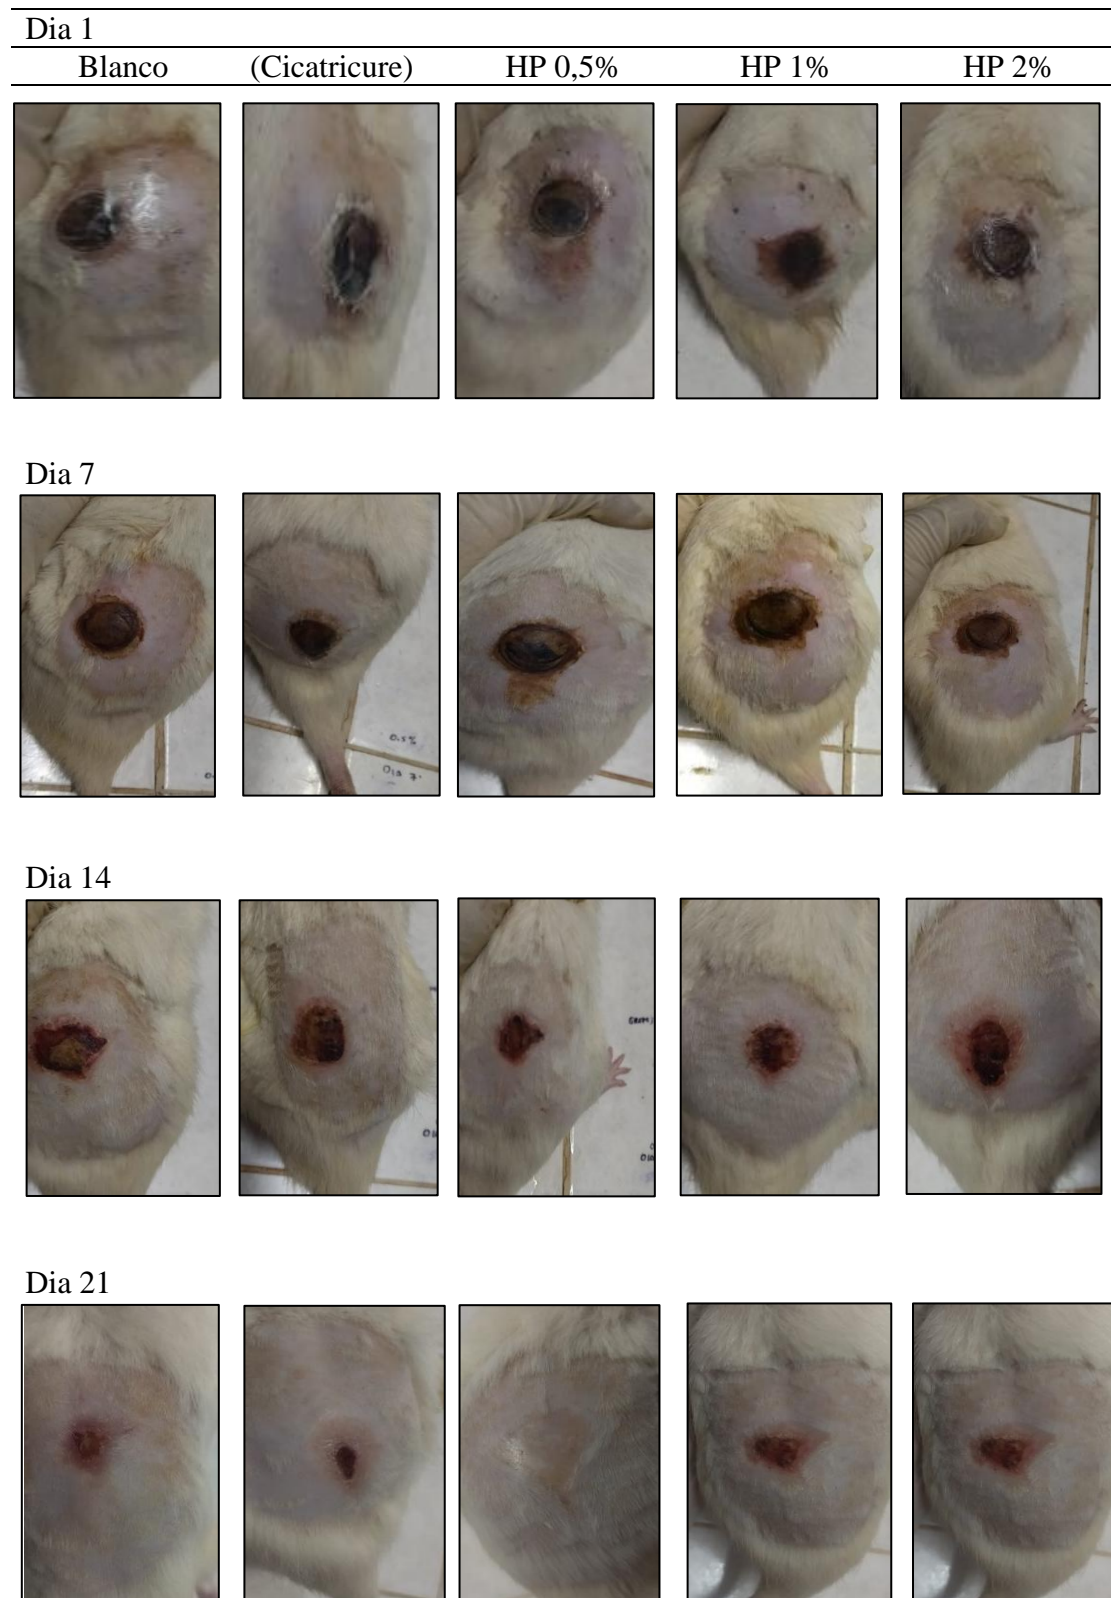 Dia 1
Blanco (Cicatricure) HP 0,5% HP 1% HP 2%
Dia 7
0.5%
Dia 7.
Dia 14
Dia 21